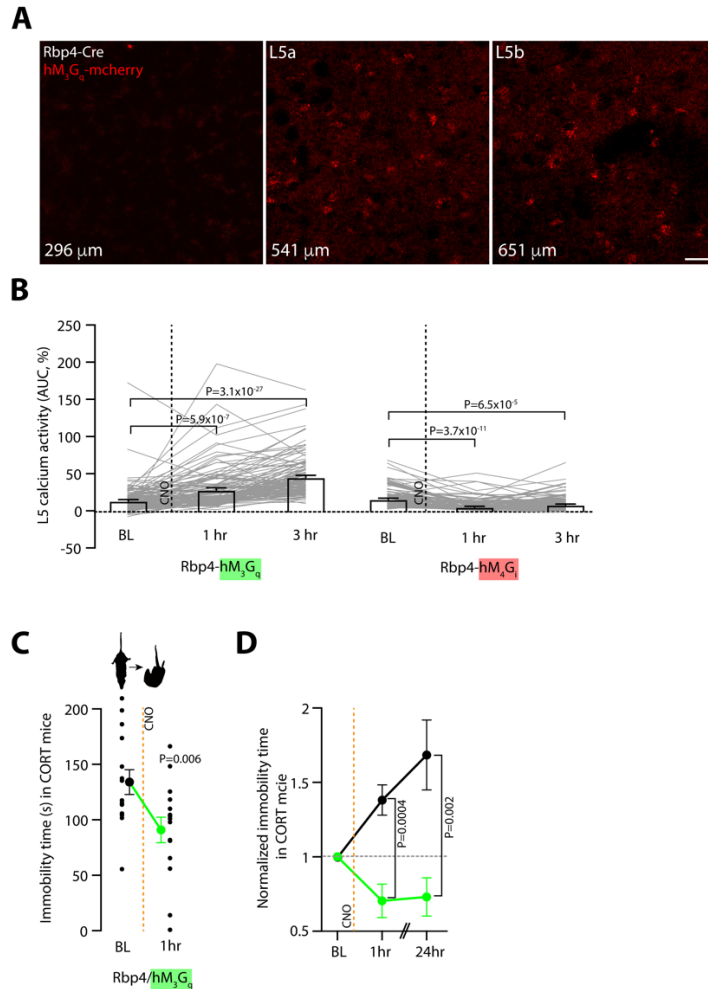 A
Rbp4-Cre
hM₃Gq-mcherry
296 μm
L5a
541 μm
L5b
651 μm
B
L5 calcium activity (AUC, %)
250
200
150
100
50
0
-50
P=3.1x10⁻²⁷
P=5.9x10⁻⁷
CNO
BL
1 hr
3 hr
Rbp4-hM₃Gq
P=6.5x10⁻⁵
P=3.7x10⁻¹¹
CNO
BL
1 hr
3 hr
Rbp4-hM₄Gi
C
Immobility time (s) in CORT mice
200
150
100
50
0
CNO
P=0.006
BL
1hr
Rbp4/hM₃Gq
D
Normalized immobility time
in CORT mcie
2
1.5
1
0.5
CNO
P=0.0004
P=0.002
BL
1hr
24hr